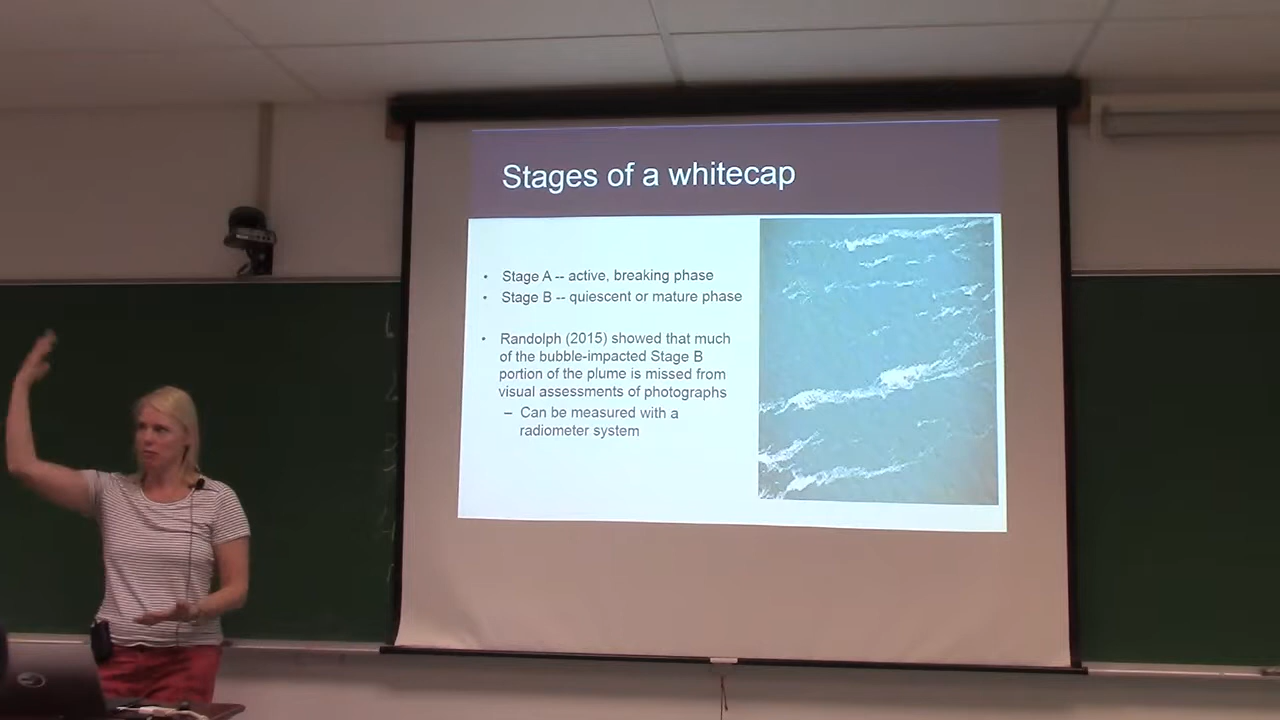 Stages of a whitecap
• Stage A -- active, breaking phase
• Stage B -- quiescent or mature phase
• Randolph (2015) showed that much
of the bubble-impacted Stage B
portion of the plume is missed from
visual assessments of photographs
– Can be measured with a
radiometer system